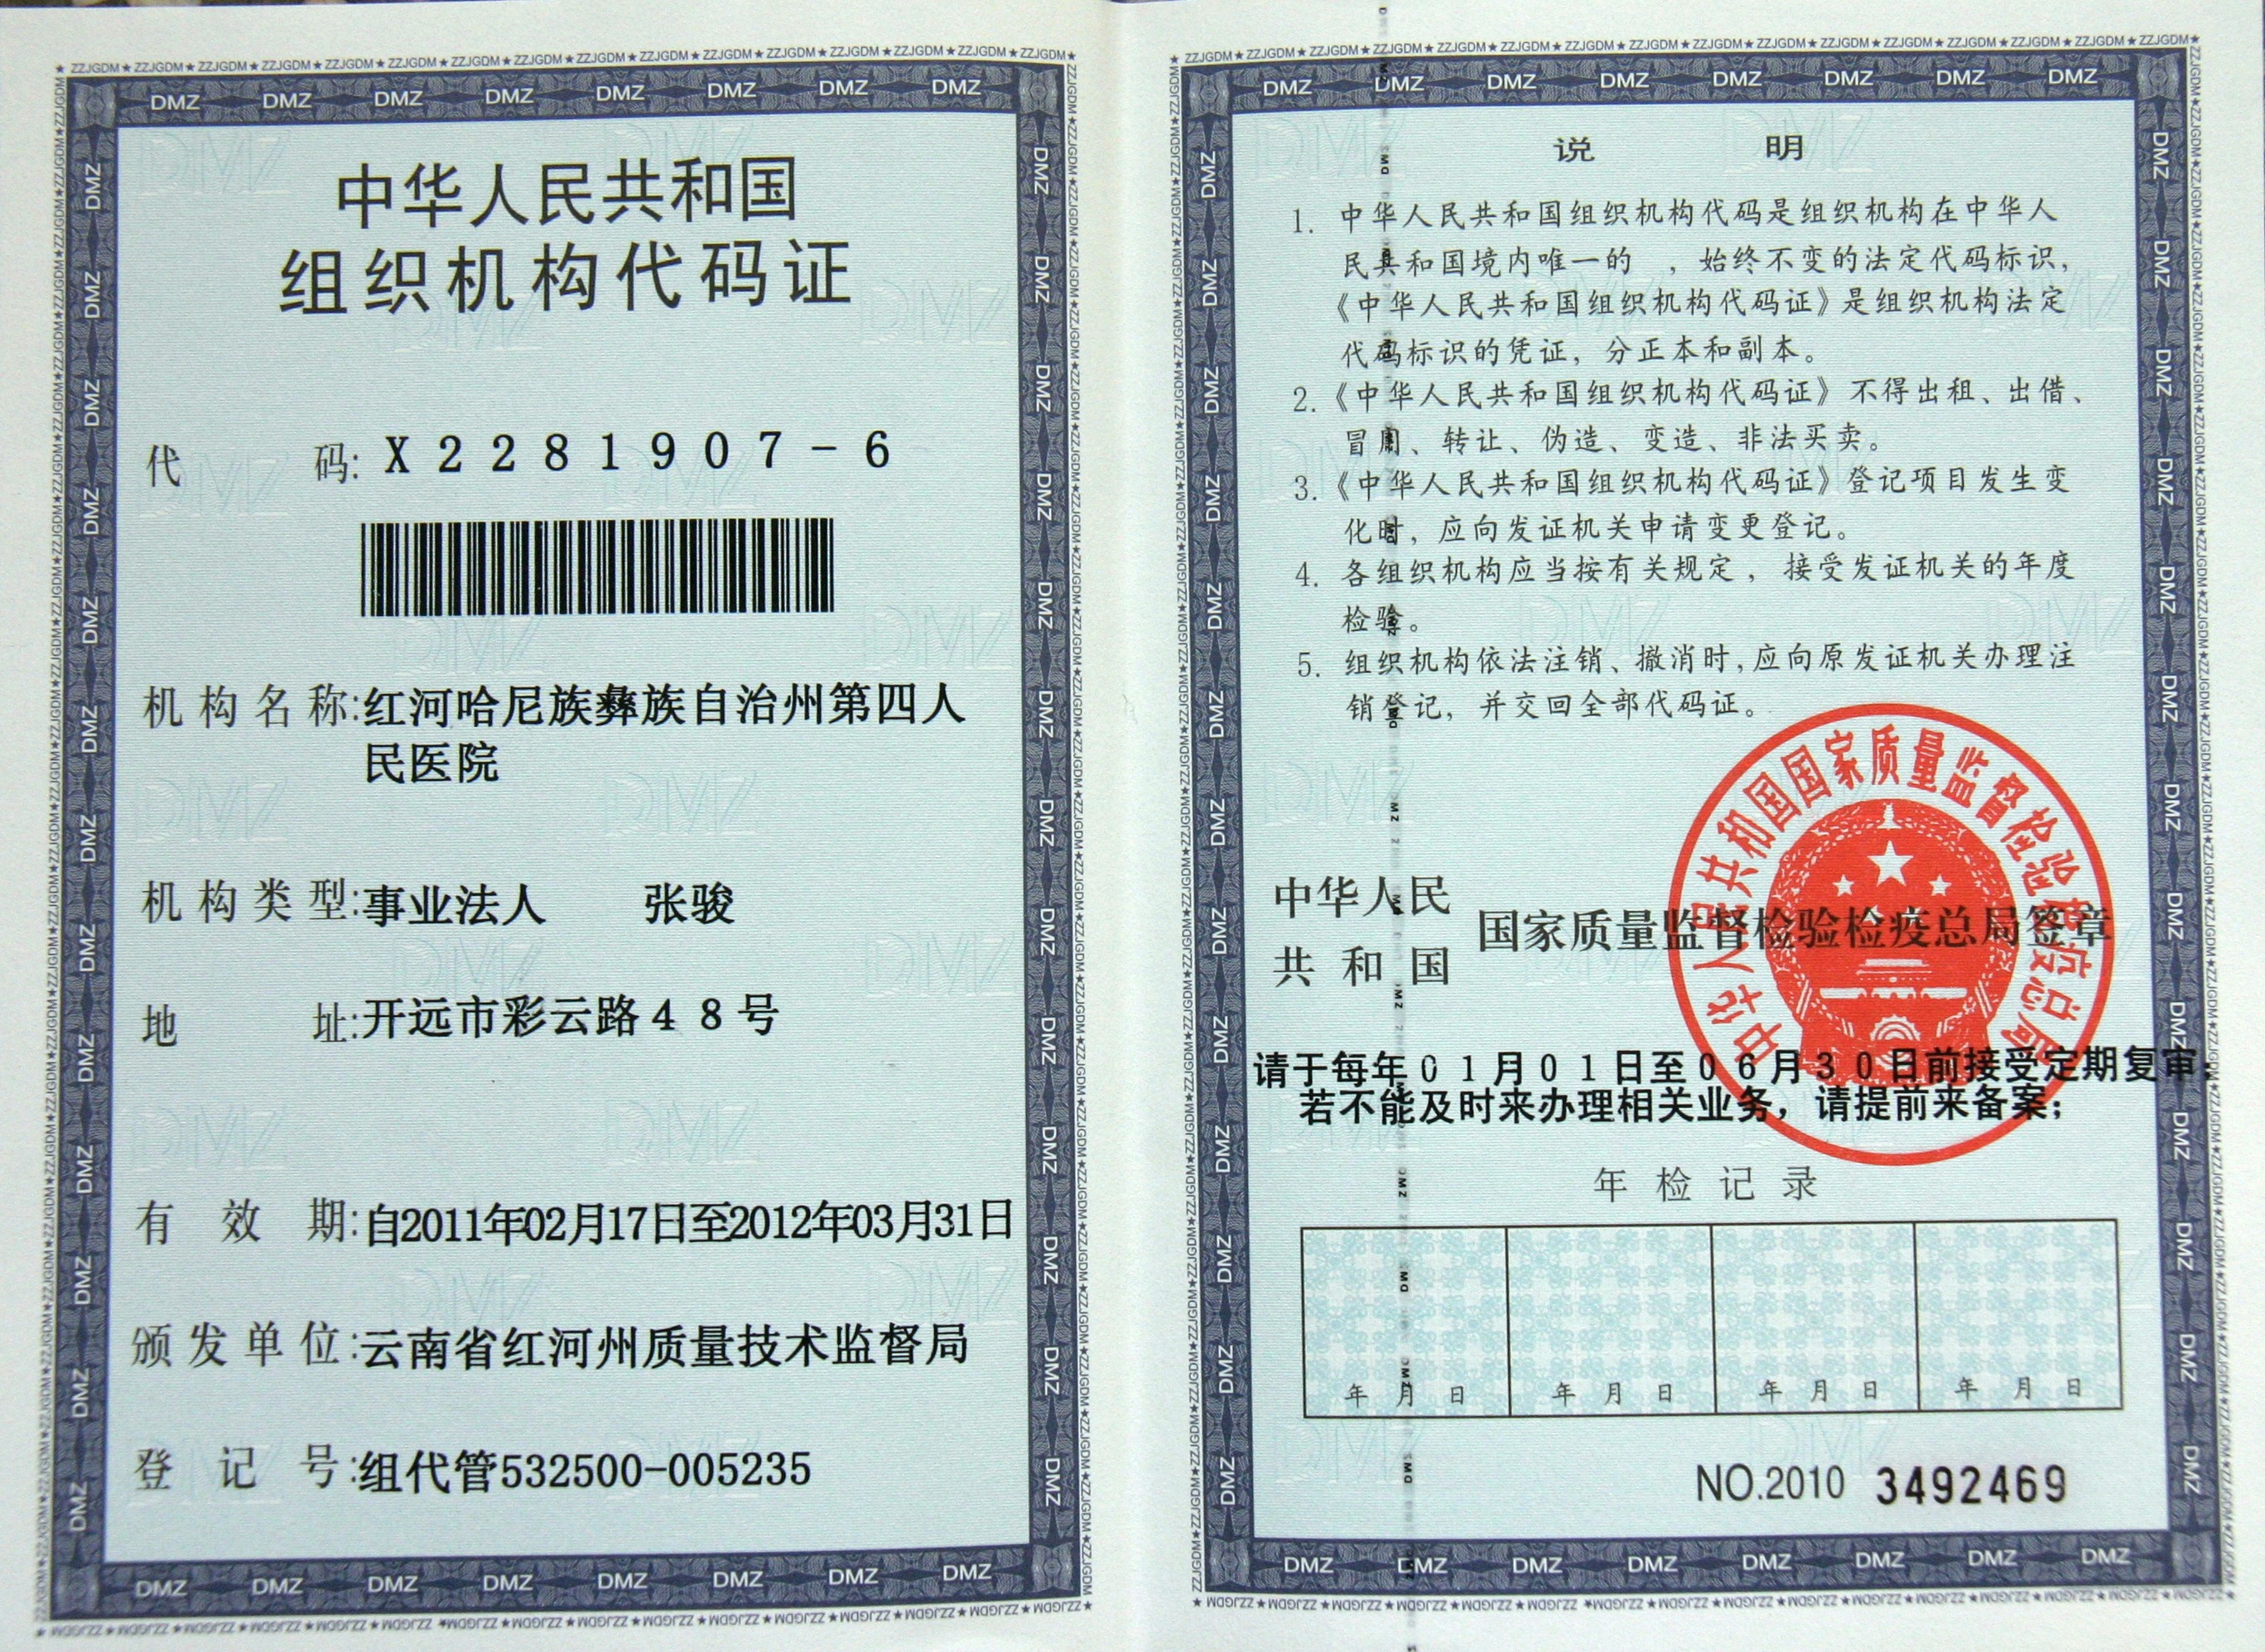 中华人民共和国
组织机构代码证
代 码: X2281907-6
机构名称:红河哈尼族彝族自治州第四人
民医院
机构类型:事业法人 张骏
地 址:开远市彩云路48号
有 效 期:自2011年02月17日至2012年03月31日
颁发单位:云南省红河州质量技术监督局
登 记 号:组代管532500-005235
说 明
1. 中华人民共和国组织机构代码是组织机构在中华人
民共和国境内唯一的 ,始终不变的法定代码标识,
《中华人民共和国组织机构代码证》是组织机构法定
代码标识的凭证,分正本和副本。
2.《中华人民共和国组织机构代码证》不得出租、出借、
冒用、转让、伪造、变造、非法买卖。
3.《中华人民共和国组织机构代码证》登记项目发生变
化时,应向发证机关申请变更登记。
4. 各组织机构应当按有关规定,接受发证机关的年度
检验。
5. 组织机构依法注销、撤消时,应向原发证机关办理注
销登记,并交回全部代码证。
中华人民共和国国家质量监督检验检疫总局
中华人民
共和国
国家质量监督检验检疫总局签章
请于每年01月01日至06月30日前接受定期复审,
若不能及时来办理相关业务,请提前来备案;
年检记录
年 月 日 年 月 日 年 月 日 年 月 日
NO.2010 3492469